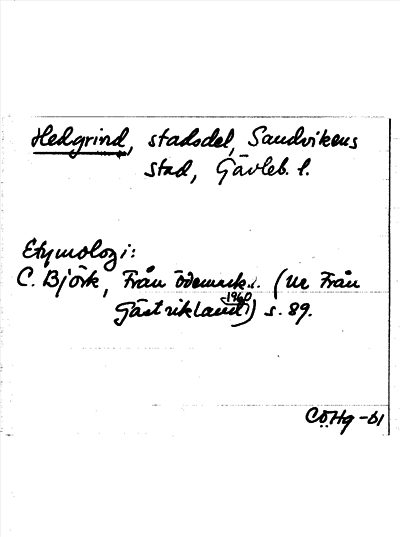 Hedgrind, stadsdel, Sandvikens
stad, Gävleb. l.
Etymologi:
C. Björk, Från ödemark.. (ur Från
Gästrikland 1960) s. 89.
CÖHg-61